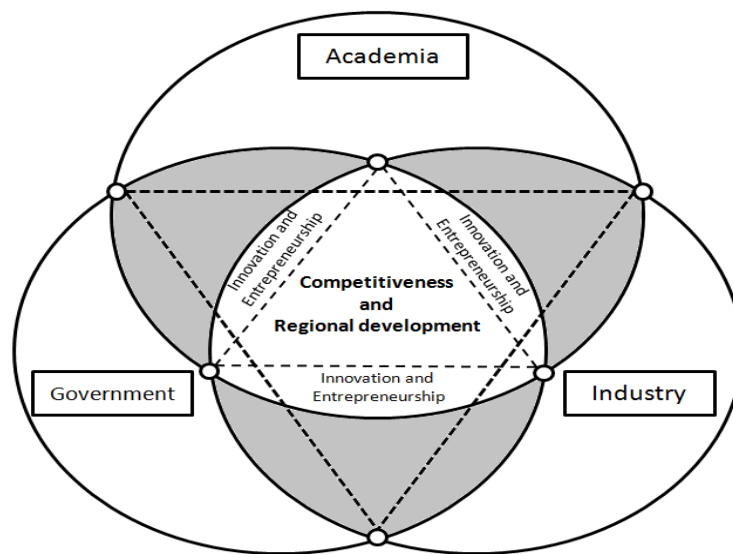 Academia
Innovation and
Entrepreneurship
Innovation and
Entrepreneurship
Competitiveness
and
Regional development
Government
Innovation and
Entrepreneurship
Industry